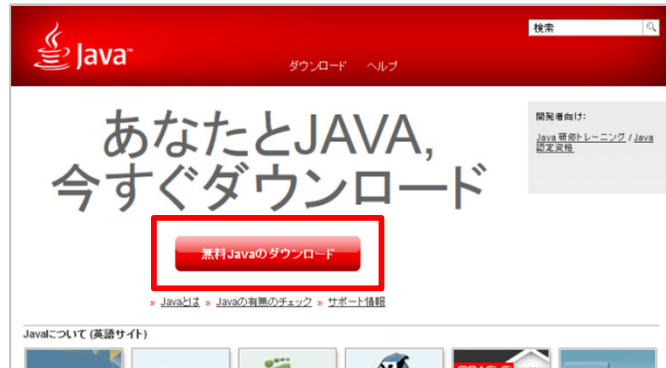 Java™
検索
ダウンロード ヘルプ
あなたとJAVA,
今すぐダウンロード
開発者向け:
Java 研修トレーニング / Java
認定資格
無料Javaのダウンロード
» Javaとは » Javaの有無のチェック » サポート情報
Javaについて (英語サイト)
ORACLE